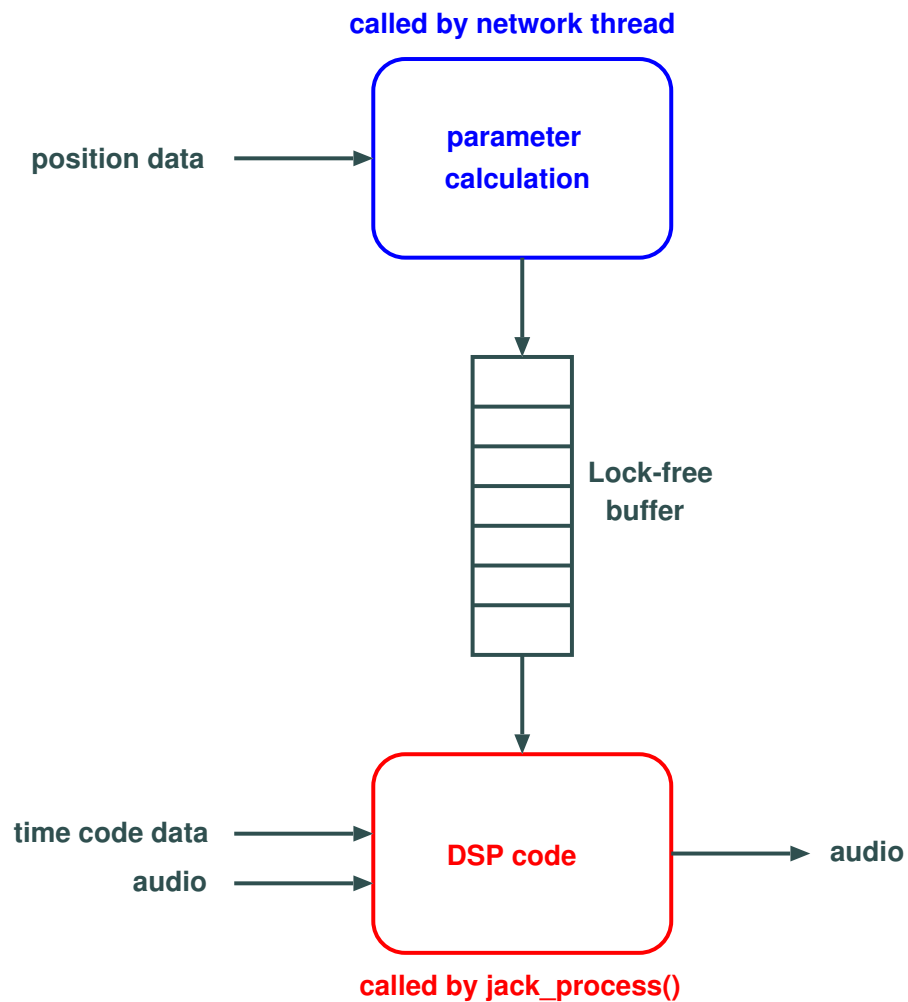 called by network thread
position data
parameter
calculation
Lock-free
buffer
time code data
audio
DSP code
audio
called by jack_process()